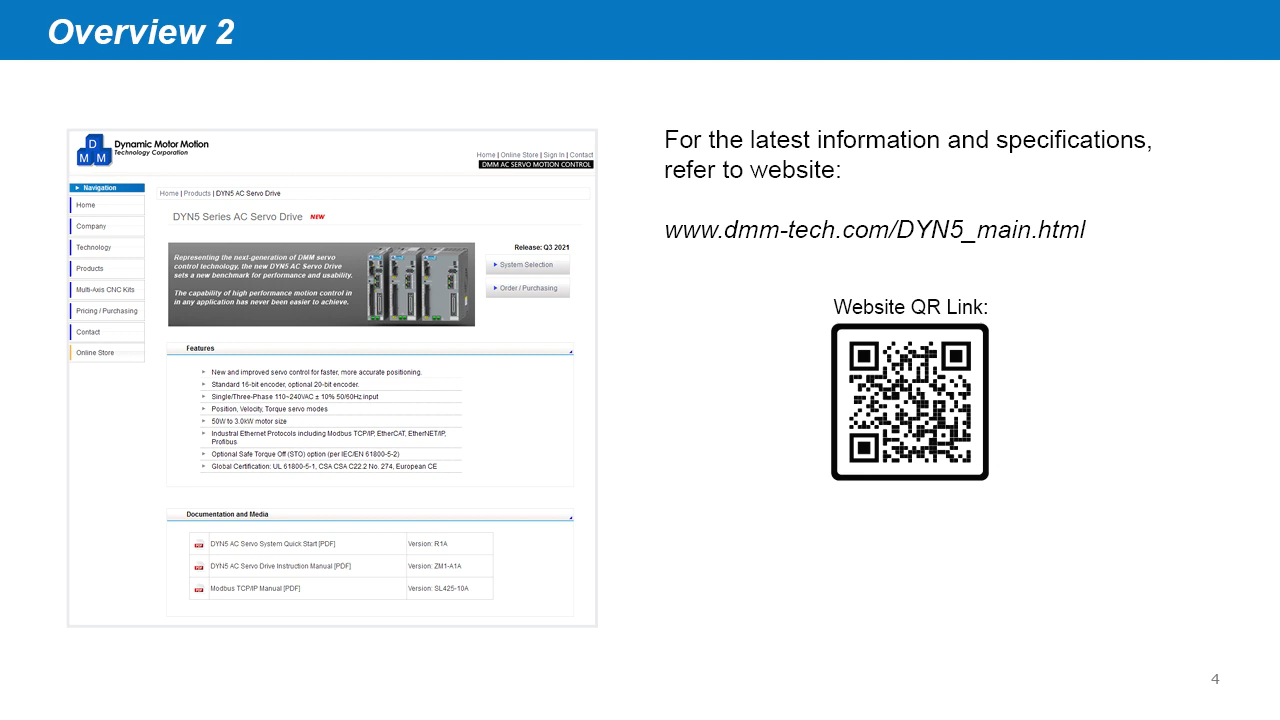 Overview 2
D
M M
Dynamic Motor Motion
Technology Corporation
Home | Online Store | Sign In | Contact
DMM AC SERVO MOTION CONTROL
Navigation
Home
Company
Technology
Products
Multi-Axis CNC Kits
Pricing / Purchasing
Contact
Online Store
Home | Products | DYN5 AC Servo Drive
DYN5 Series AC Servo Drive NEW
Representing the next-generation of DMM servo
control technology, the new DYN5 AC Servo Drive
sets a new benchmark for performance and usability.
The capability of high performance motion control in
in any application has never been easier to achieve.
Release: Q3 2021
System Selection
Order / Purchasing
Features
New and improved servo control for faster, more accurate positioning.
Standard 16-bit encoder, optional 20-bit encoder.
Single/Three-Phase 110~240VAC ± 10% 50/60Hz input
Position, Velocity, Torque servo modes
50W to 3.0kW motor size
Industral Ethernet Protocols including Modbus TCP/IP, EtherCAT, EtherNET/IP,
Profibus
Optional Safe Torque Off (STO) option (per IEC/EN 61800-5-2)
Global Certification: UL 61800-5-1, CSA CSA C22.2 No. 274, European CE
Documentation and Media
DYN5 AC Servo System Quick Start [PDF] Version: R1A
DYN5 AC Servo Drive Instruction Manual [PDF] Version: ZM1-A1A
Modbus TCP/IP Manual [PDF] Version: SL425-10A
For the latest information and specifications,
refer to website:
www.dmm-tech.com/DYN5_main.html
Website QR Link:
4